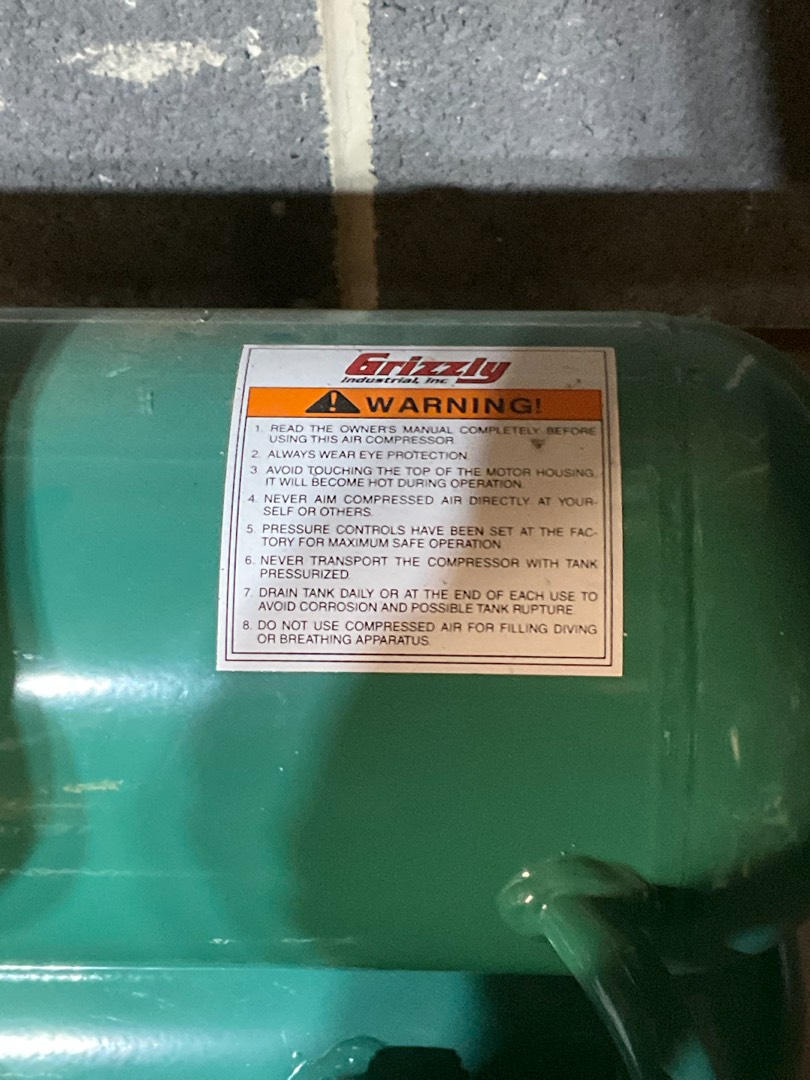 Grizzly
Industrial, Inc.
WARNING!
1. READ THE OWNER'S MANUAL COMPLETELY BEFORE
USING THIS AIR COMPRESSOR.
2. ALWAYS WEAR EYE PROTECTION.
3. AVOID TOUCHING THE TOP OF THE MOTOR HOUSING.
IT WILL BECOME HOT DURING OPERATION.
4. NEVER AIM COMPRESSED AIR DIRECTLY AT YOUR-
SELF OR OTHERS.
5. PRESSURE CONTROLS HAVE BEEN SET AT THE FAC-
TORY FOR MAXIMUM SAFE OPERATION.
6. NEVER TRANSPORT THE COMPRESSOR WITH TANK
PRESSURIZED.
7. DRAIN TANK DAILY OR AT THE END OF EACH USE TO
AVOID CORROSION AND POSSIBLE TANK RUPTURE.
8. DO NOT USE COMPRESSED AIR FOR FILLING DIVING
OR BREATHING APPARATUS.